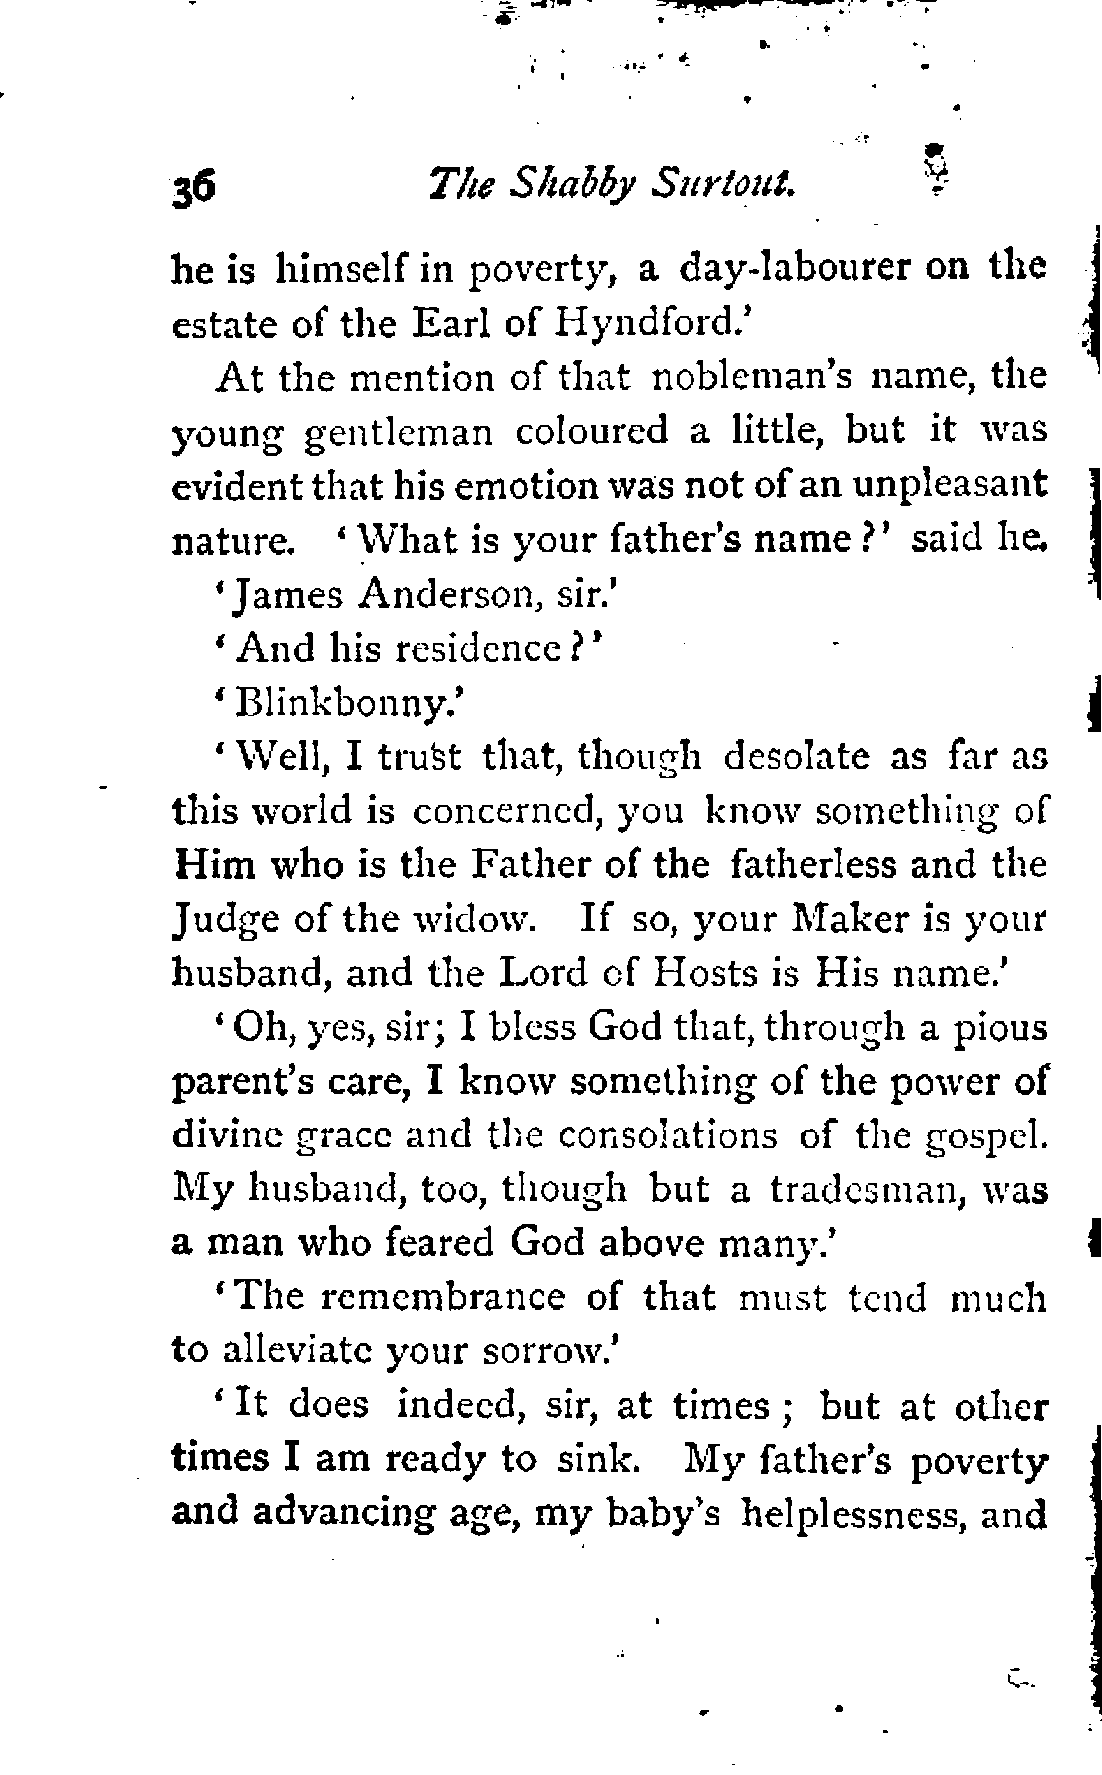 36 The Shabby Surtout.
he is himself in poverty, a day-labourer on the
estate of the Earl of Hyndford.'
At the mention of that nobleman's name, the
young gentleman coloured a little, but it was
evident that his emotion was not of an unpleasant
nature. 'What is your father's name?' said he.
'James Anderson, sir.'
'And his residence?'
'Blinkbonny.'
'Well, I trust that, though desolate as far as
this world is concerned, you know something of
Him who is the Father of the fatherless and the
Judge of the widow. If so, your Maker is your
husband, and the Lord of Hosts is His name.'
'Oh, yes, sir; I bless God that, through a pious
parent's care, I know something of the power of
divine grace and the consolations of the gospel.
My husband, too, though but a tradesman, was
a man who feared God above many.'
'The remembrance of that must tend much
to alleviate your sorrow.'
'It does indeed, sir, at times; but at other
times I am ready to sink. My father's poverty
and advancing age, my baby's helplessness, and